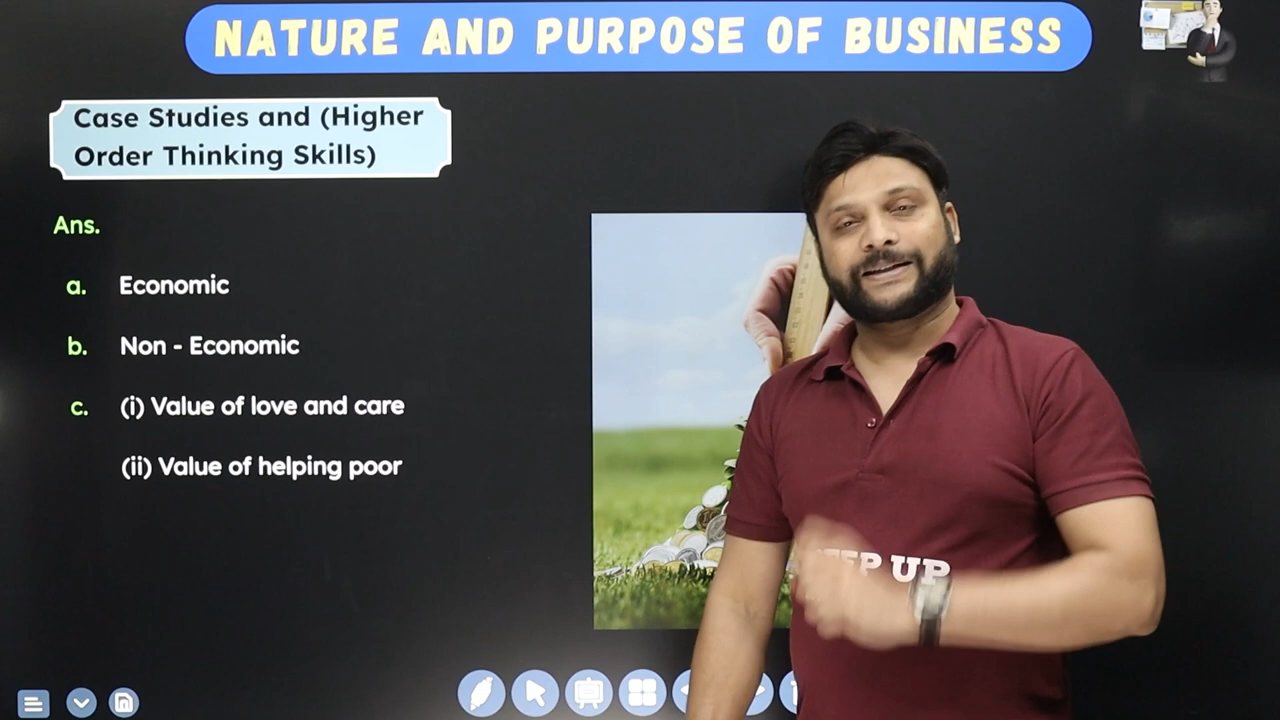 NATURE AND PURPOSE OF BUSINESS
Case Studies and (Higher
Order Thinking Skills)
Ans.
a. Economic
b. Non - Economic
c. (i) Value of love and care
(ii) Value of helping poor
UP